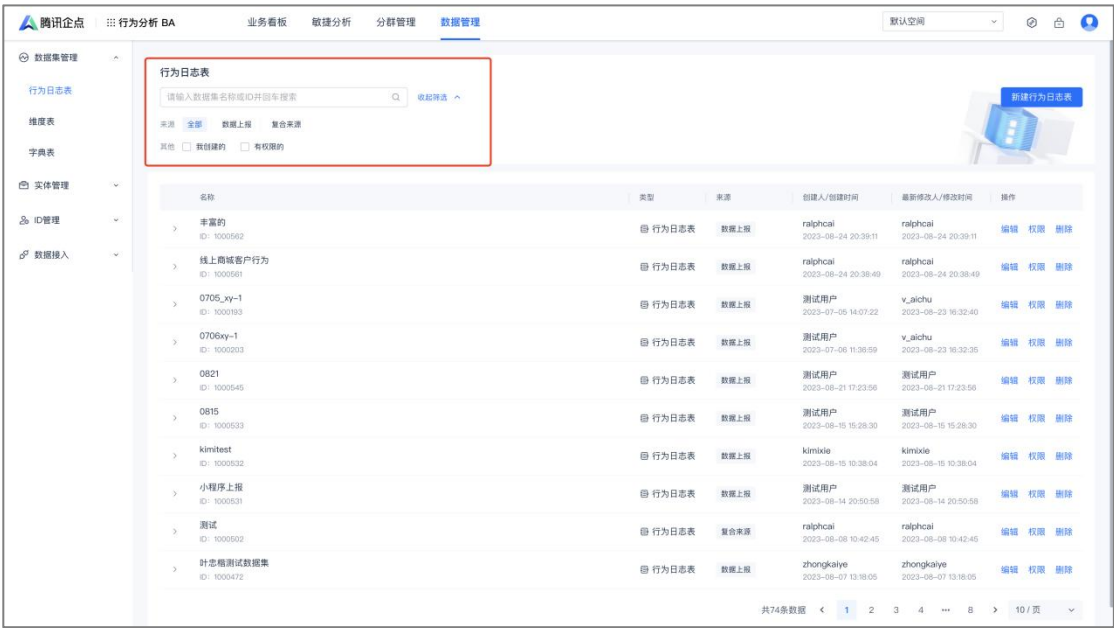 腾讯企点 行为分析 BA 业务看板 敏捷分析 分群管理 数据管理 默认空间
数据集管理
行为日志表
维度表
字典表
实体管理
ID管理
数据接入
行为日志表
请输入数据集名称或ID并回车搜索 收起筛选
来源 全部 数据上报 复合来源
其他 我创建的 有权限的
新建行为日志表
名称 类型 来源 创建人/创建时间 最新修改人/修改时间 操作
丰富的 行为日志表 数据上报 ralphcai ralphcai 编辑 权限 删除
ID: 1000562 2023-08-24 20:39:11 2023-08-24 20:39:11
线上商城客户行为 行为日志表 数据上报 ralphcai ralphcai 编辑 权限 删除
ID: 1000561 2023-08-24 20:38:49 2023-08-24 20:38:49
0705_xy-1 行为日志表 数据上报 测试用户 v_aichu 编辑 权限 删除
ID: 1000193 2023-07-05 14:07:22 2023-08-23 16:32:40
0706xy-1 行为日志表 数据上报 测试用户 v_aichu 编辑 权限 删除
ID: 1000203 2023-07-06 11:36:59 2023-08-23 16:32:35
0821 行为日志表 数据上报 测试用户 测试用户 编辑 权限 删除
ID: 1000545 2023-08-21 17:23:56 2023-08-21 17:23:56
0815 行为日志表 数据上报 测试用户 测试用户 编辑 权限 删除
ID: 1000533 2023-08-15 15:28:30 2023-08-15 15:28:30
kimitest 行为日志表 数据上报 kimixie kimixie 编辑 权限 删除
ID: 1000532 2023-08-15 10:38:04 2023-08-15 10:38:04
小程序上报 行为日志表 数据上报 测试用户 测试用户 编辑 权限 删除
ID: 1000531 2023-08-14 20:50:58 2023-08-14 20:50:58
测试 行为日志表 复合来源 ralphcai ralphcai 编辑 权限 删除
ID: 1000502 2023-08-08 10:42:45 2023-08-08 10:42:45
叶忠楷测试数据集 行为日志表 数据上报 zhongkaiye zhongkaiye 编辑 权限 删除
ID: 1000472 2023-08-07 13:18:05 2023-08-07 13:18:05
共74条数据 1 2 3 4 ••• 8 10 / 页